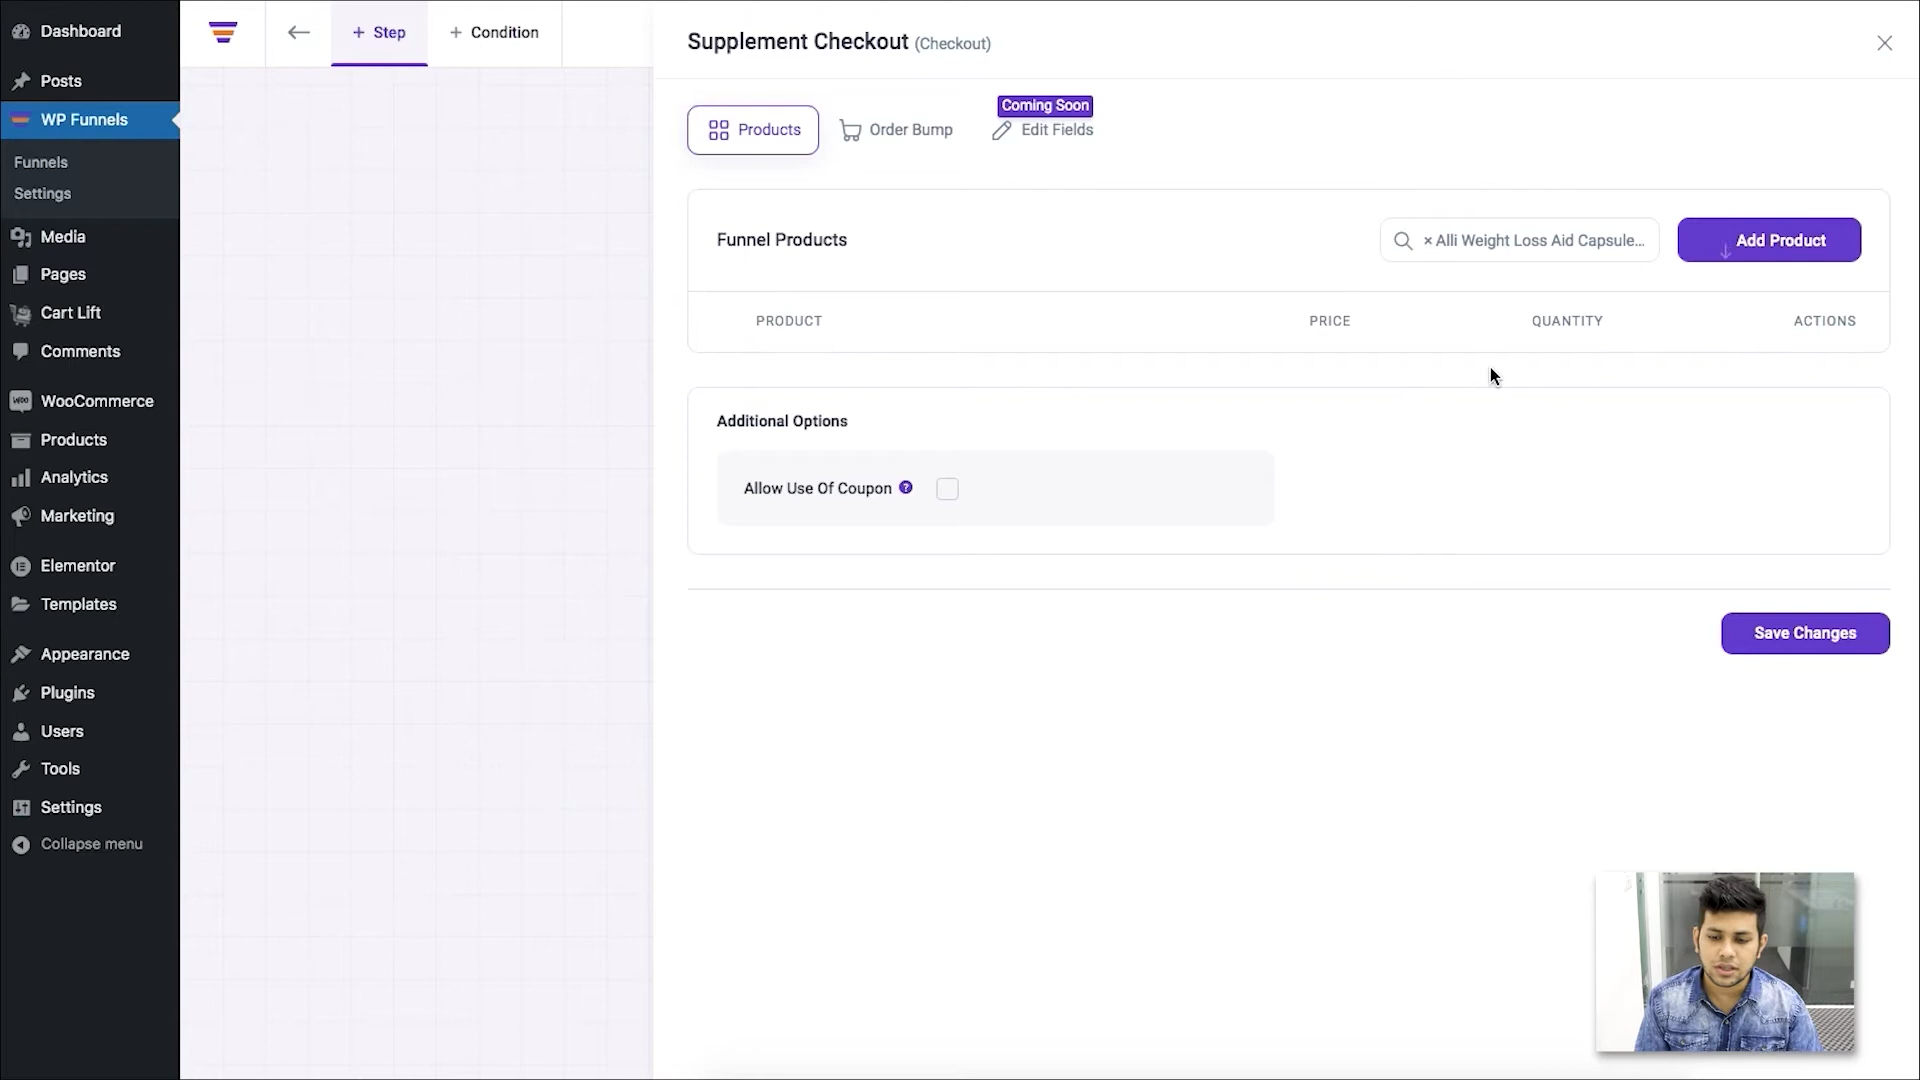 Dashboard
Posts
WP Funnels
Funnels
Settings
Media
Pages
Cart Lift
Comments
WooCommerce
Products
Analytics
Marketing
Elementor
Templates
Appearance
Plugins
Users
Tools
Settings
Collapse menu
+ Step
+ Condition
Supplement Checkout (Checkout)
Products
Order Bump
Coming Soon
Edit Fields
Funnel Products
× Alli Weight Loss Aid Capsule...
Add Product
PRODUCT
PRICE
QUANTITY
ACTIONS
Additional Options
Allow Use Of Coupon ?
Save Changes